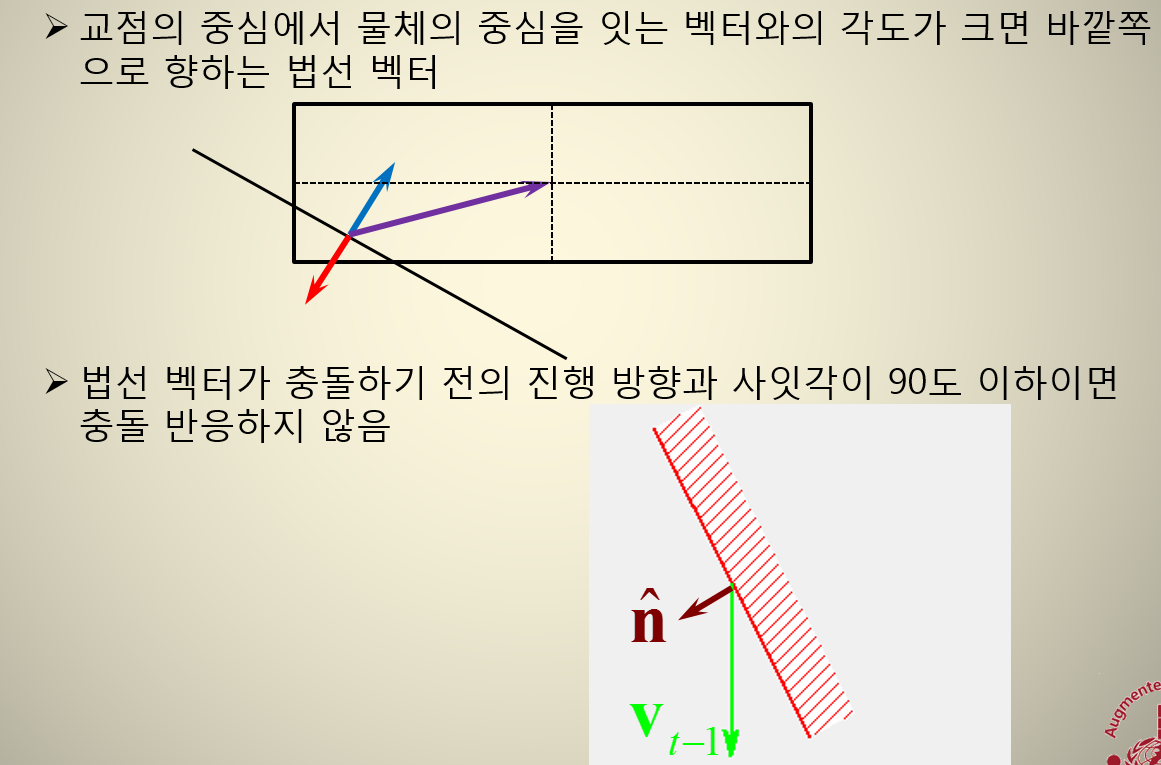 ➢ 교점의 중심에서 물체의 중심을 잇는 벡터와의 각도가 크면 바깥쪽
으로 향하는 법선 벡터
➢ 법선 벡터가 충돌하기 전의 진행 방향과 사잇각이 90도 이하이면
충돌 반응하지 않음
n̂
v t−1
Augmente